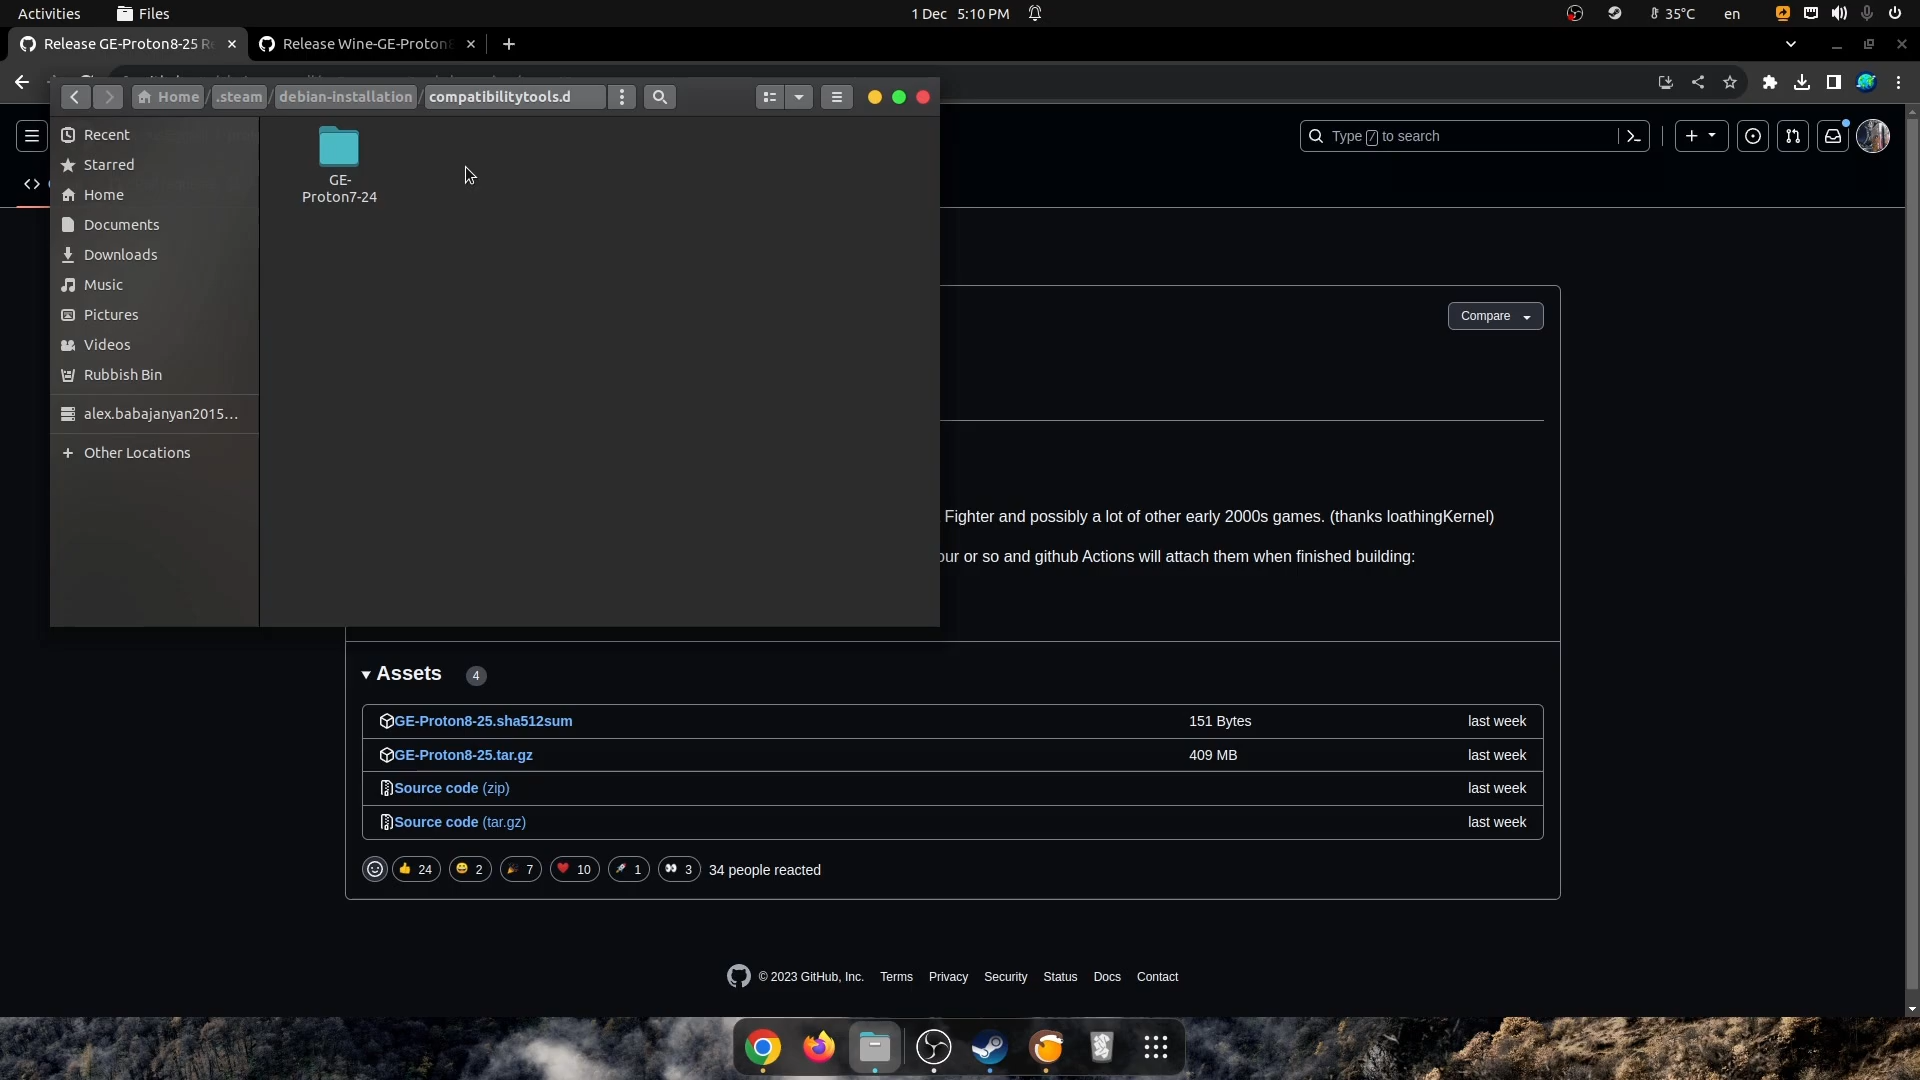 Activities
Files
1 Dec 5:10 PM
35°C
en
Release GE-Proton8-25 Re
Release Wine-GE-Proton8
Home
.steam
debian-installation
compatibilitytools.d
Type / to search
Recent
Starred
Home
Documents
Downloads
Music
Pictures
Videos
Rubbish Bin
alex.babajanyan2015...
Other Locations
GE-
Proton7-24
Compare
Fighter and possibly a lot of other early 2000s games. (thanks loathingKernel)
our or so and github Actions will attach them when finished building:
Assets 4
GE-Proton8-25.sha512sum 151 Bytes last week
GE-Proton8-25.tar.gz 409 MB last week
Source code (zip) last week
Source code (tar.gz) last week
24 2 7 10 1 3 34 people reacted
© 2023 GitHub, Inc. Terms Privacy Security Status Docs Contact